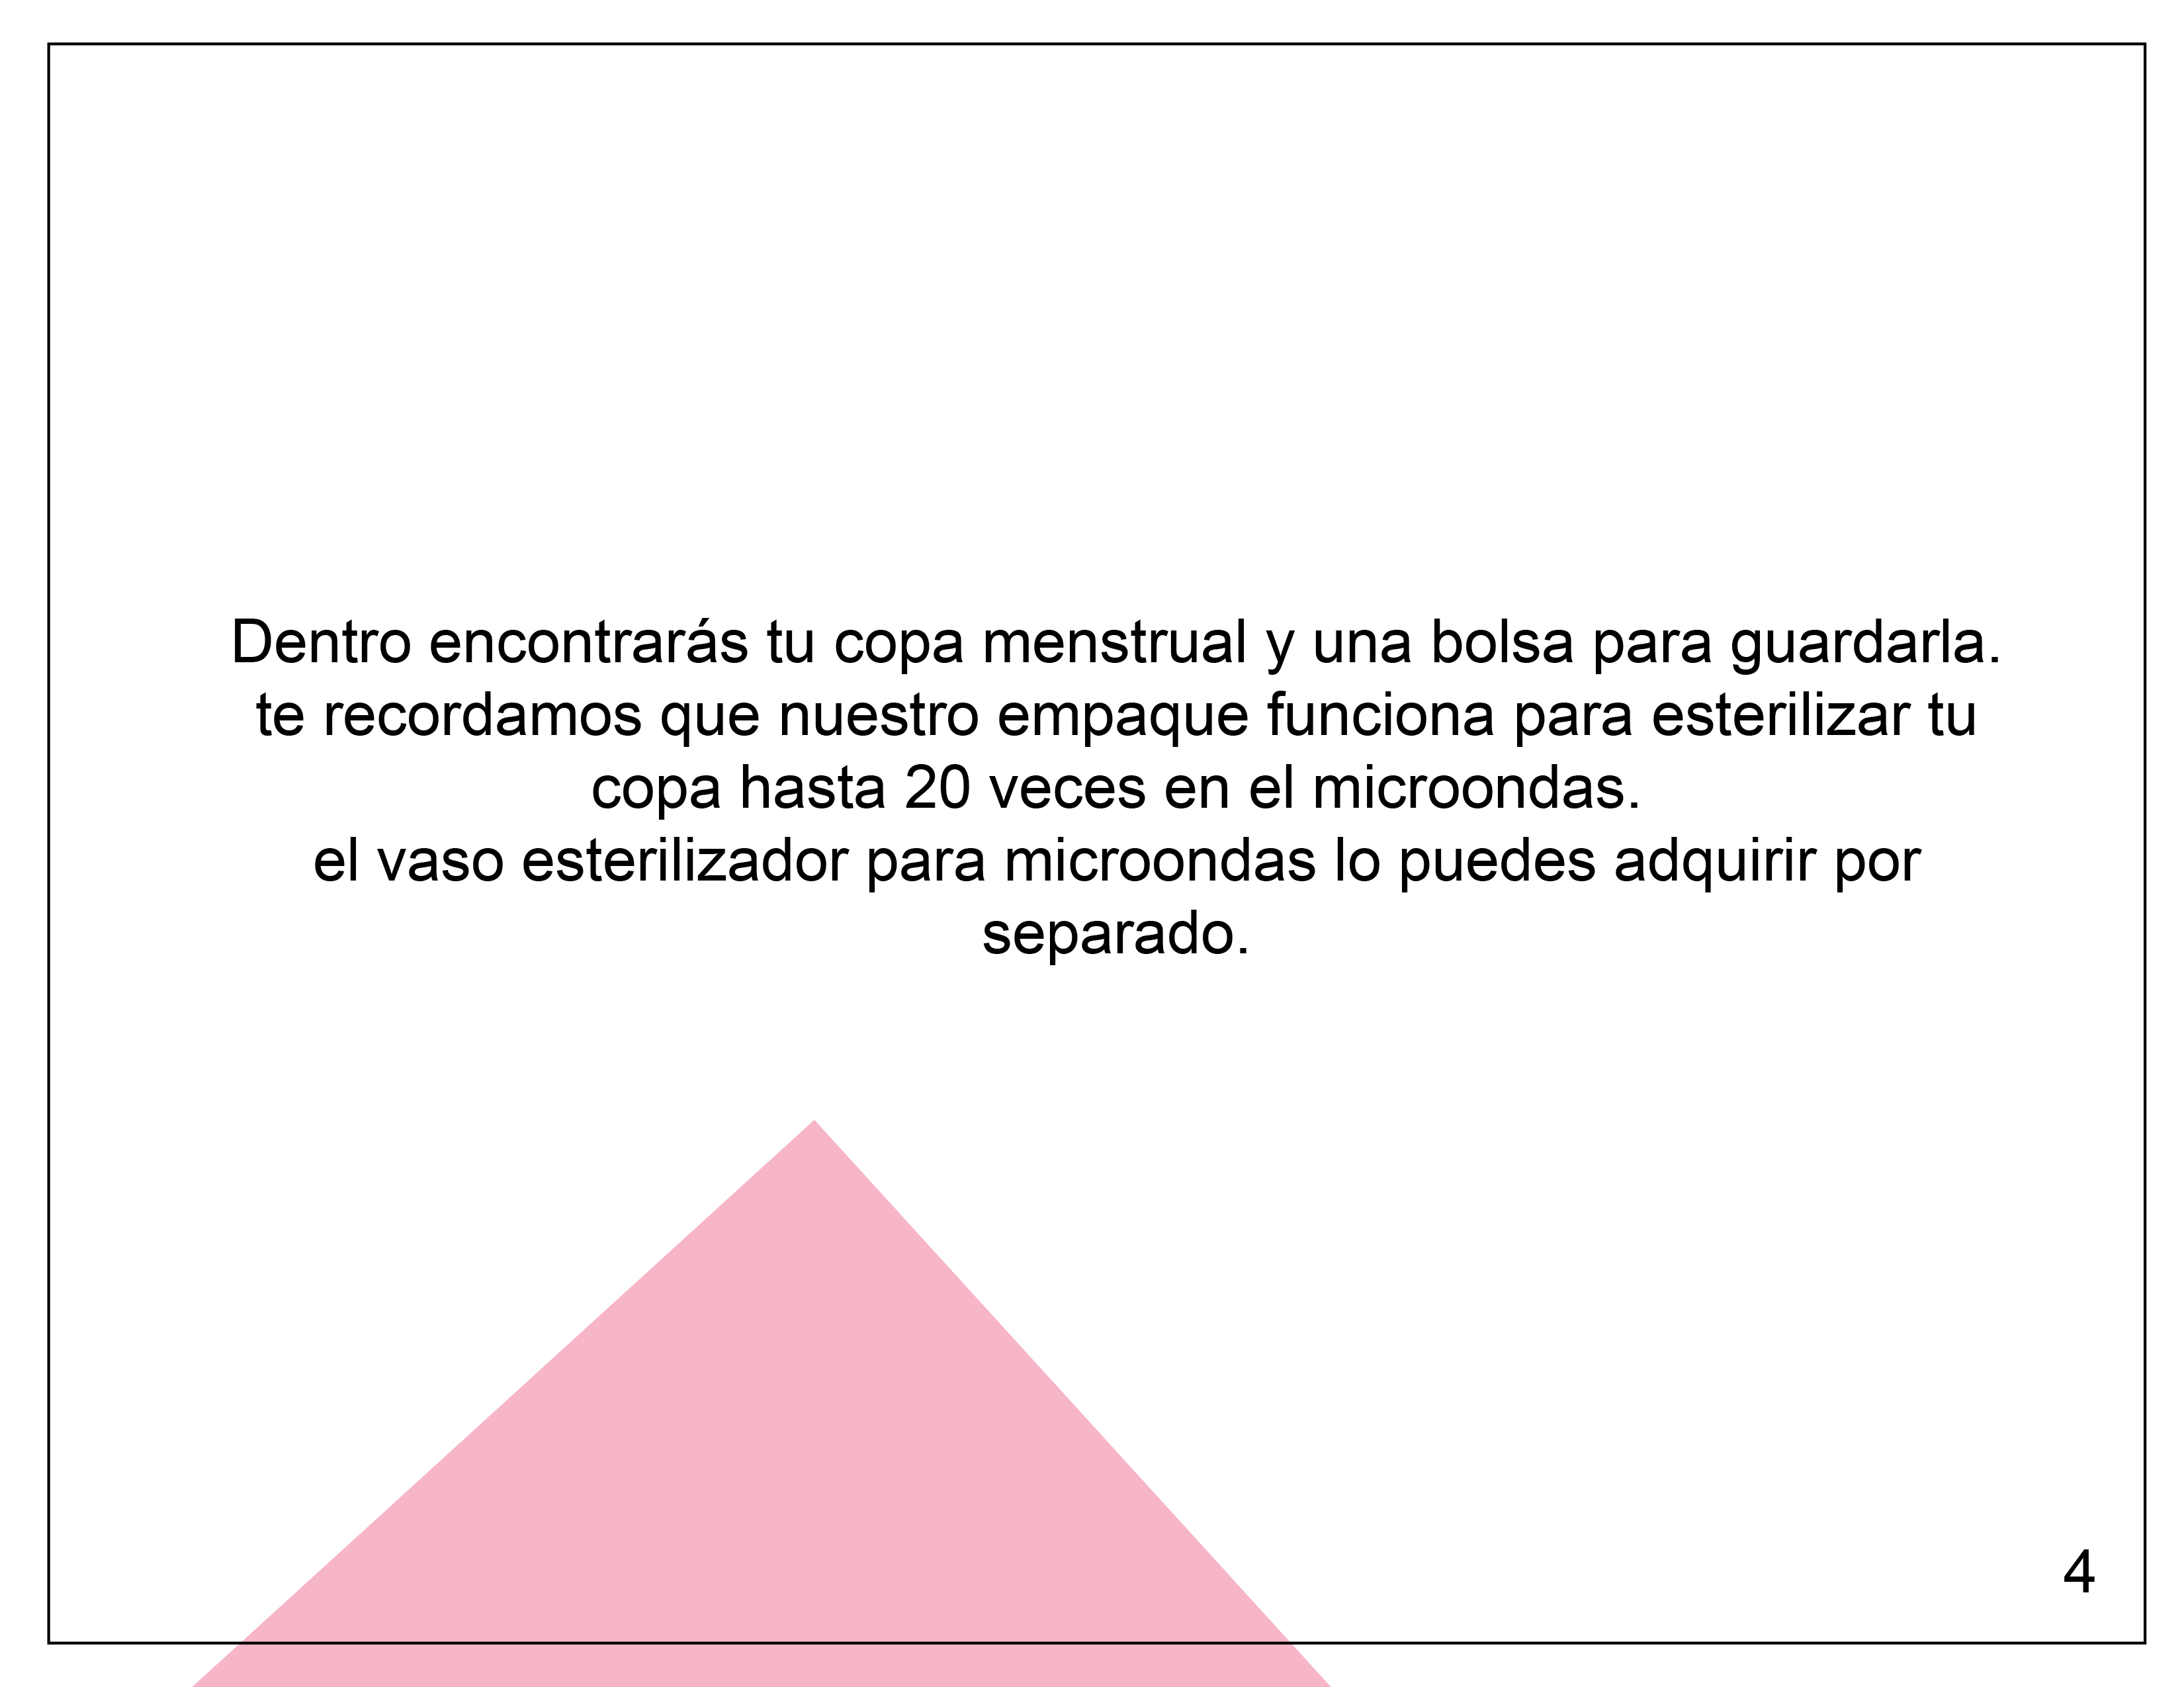 Dentro encontrarás tu copa menstrual y una bolsa para guardarla.
te recordamos que nuestro empaque funciona para esterilizar tu
copa hasta 20 veces en el microondas.
el vaso esterilizador para microondas lo puedes adquirir por
separado.
4